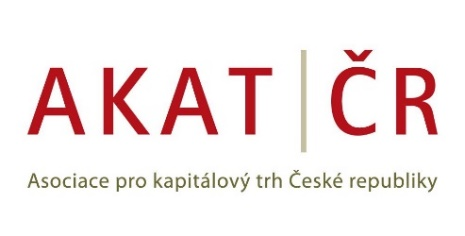 AKAT | ČR
Asociace pro kapitálový trh České republiky